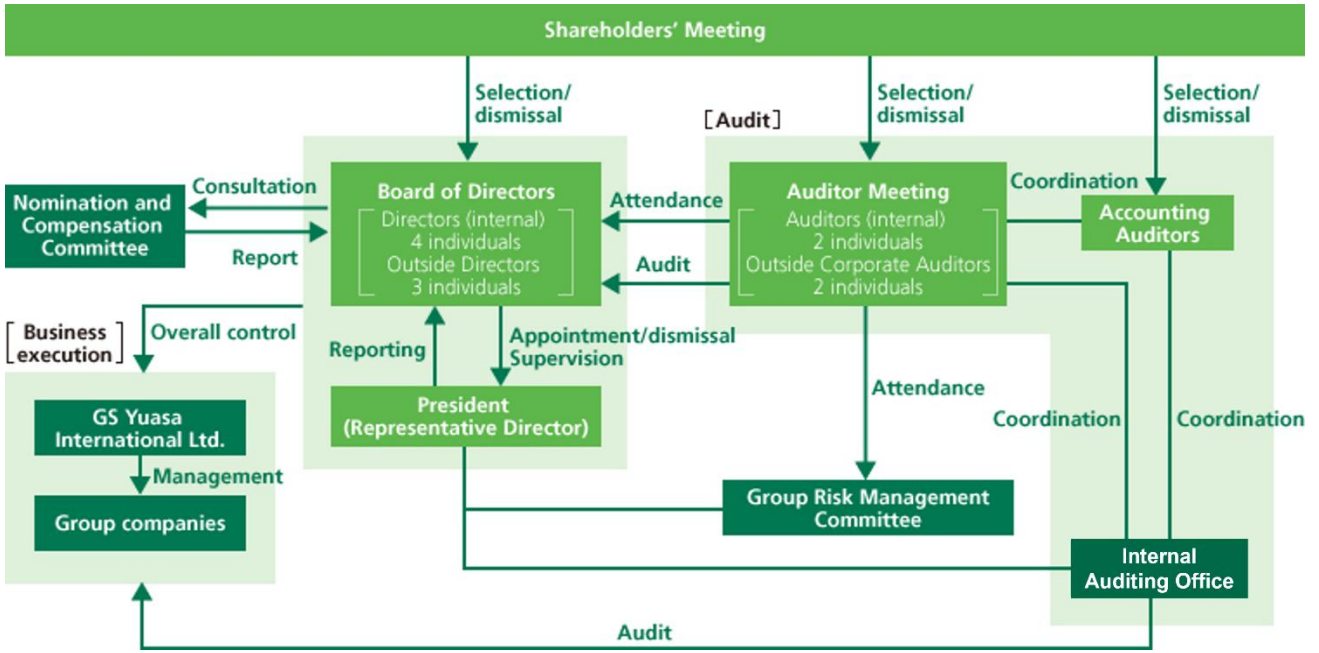 Shareholders' Meeting
Selection/
dismissal
Selection/
dismissal
Selection/
dismissal
[Audit]
Nomination and
Compensation
Committee
Consultation
Report
Board of Directors
Directors (internal)
4 individuals
Outside Directors
3 individuals
Attendance
Audit
Auditor Meeting
Auditors (internal)
2 individuals
Outside Corporate Auditors
2 individuals
Coordination
Accounting
Auditors
[Business
execution]
Overall control
Reporting
Appointment/dismissal
Supervision
President
(Representative Director)
Attendance
Coordination
Coordination
GS Yuasa
International Ltd.
Management
Group companies
Group Risk Management
Committee
Internal
Auditing Office
Audit